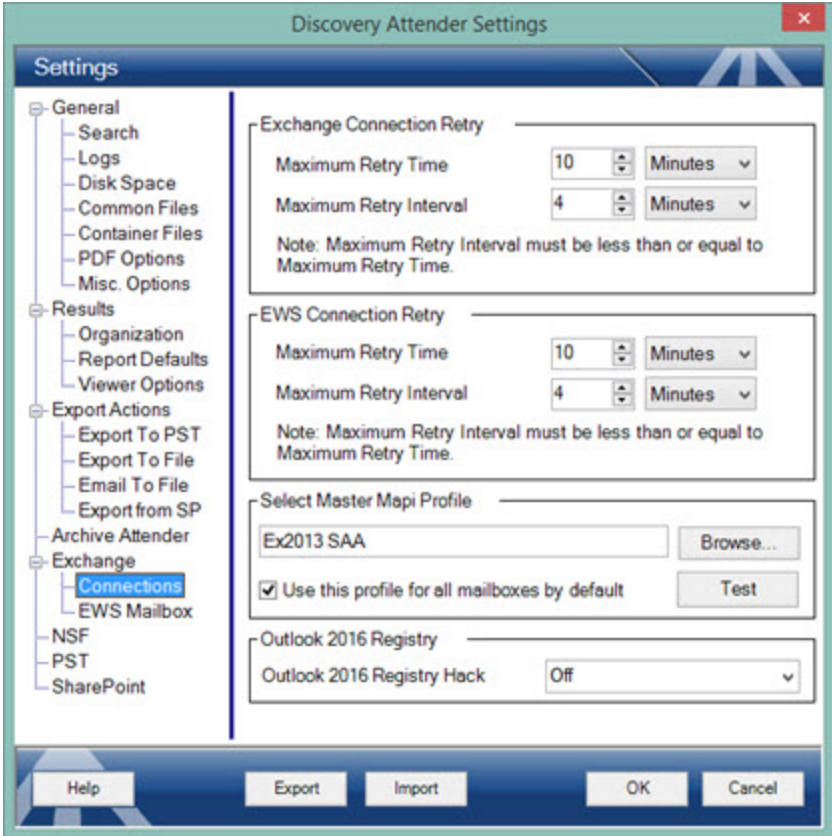 Discovery Attender Settings
Settings
General
Search
Logs
Disk Space
Common Files
Container Files
PDF Options
Misc. Options
Results
Organization
Report Defaults
Viewer Options
Export Actions
Export To PST
Export To File
Email To File
Export from SP
Archive Attender
Exchange
Connections
EWS Mailbox
NSF
PST
SharePoint
Exchange Connection Retry
Maximum Retry Time 10 Minutes
Maximum Retry Interval 4 Minutes
Note: Maximum Retry Interval must be less than or equal to
Maximum Retry Time.
EWS Connection Retry
Maximum Retry Time 10 Minutes
Maximum Retry Interval 4 Minutes
Note: Maximum Retry Interval must be less than or equal to
Maximum Retry Time.
Select Master Mapi Profile
Ex2013 SAA Browse...
Use this profile for all mailboxes by default Test
Outlook 2016 Registry
Outlook 2016 Registry Hack Off
Help Export Import OK Cancel